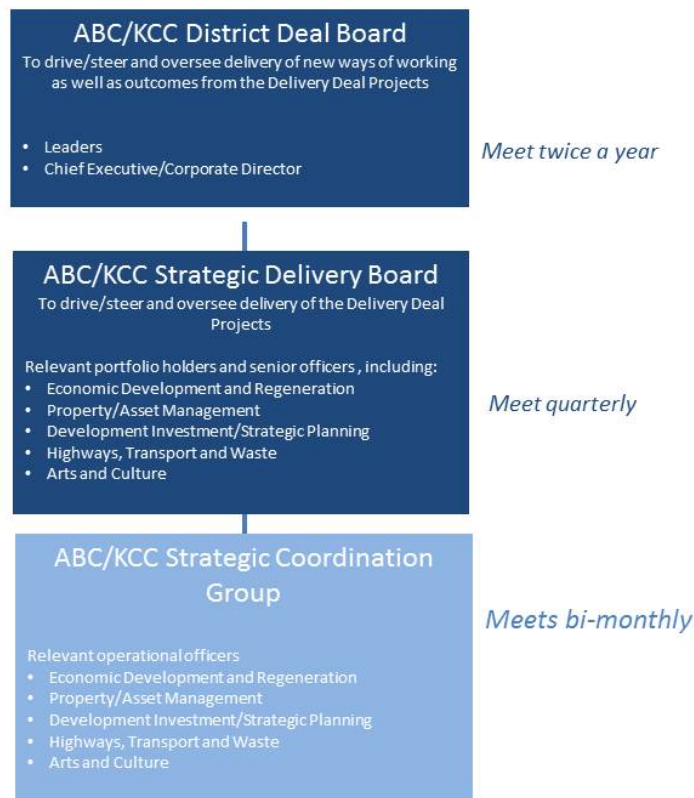 ABC/KCC District Deal Board
To drive/steer and oversee delivery of new ways of working
as well as outcomes from the Delivery Deal Projects
• Leaders
• Chief Executive/Corporate Director
Meet twice a year
ABC/KCC Strategic Delivery Board
To drive/steer and oversee delivery of the Delivery Deal
Projects
Relevant portfolio holders and senior officers , including:
• Economic Development and Regeneration
• Property/Asset Management
• Development Investment/Strategic Planning
• Highways, Transport and Waste
• Arts and Culture
Meet quarterly
ABC/KCC Strategic Coordination
Group
Relevant operational officers
• Economic Development and Regeneration
• Property/Asset Management
• Development Investment/Strategic Planning
• Highways, Transport and Waste
• Arts and Culture
Meets bi-monthly